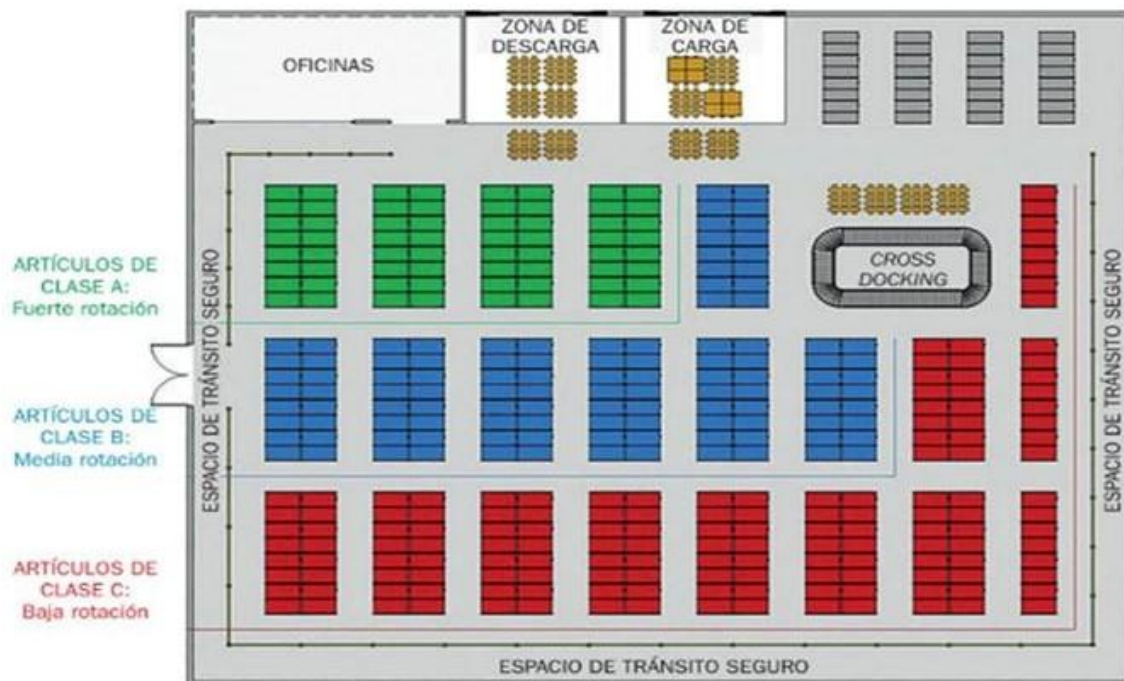 OFICINAS
ZONA DE
DESCARGA
ZONA DE
CARGA
ARTÍCULOS DE
CLASE A:
Fuerte rotación
CROSS
DOCKING
ESPACIO DE TRÁNSITO SEGURO
ESPACIO DE TRÁNSITO SEGURO
ARTÍCULOS DE
CLASE B:
Media rotación
ARTÍCULOS DE
CLASE C:
Baja rotación
ESPACIO DE TRÁNSITO SEGURO